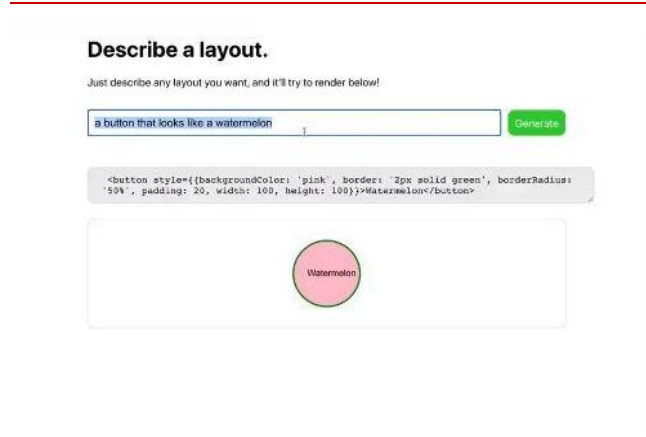 Describe a layout.
Just describe any layout you want, and it'll try to render below!
a button that looks like a watermelon
Generate
<button style={{backgroundColor: 'pink', border: '2px solid green', borderRadius:
'50%', padding: 20, width: 100, height: 100}}>Watermelon</button>
Watermelon